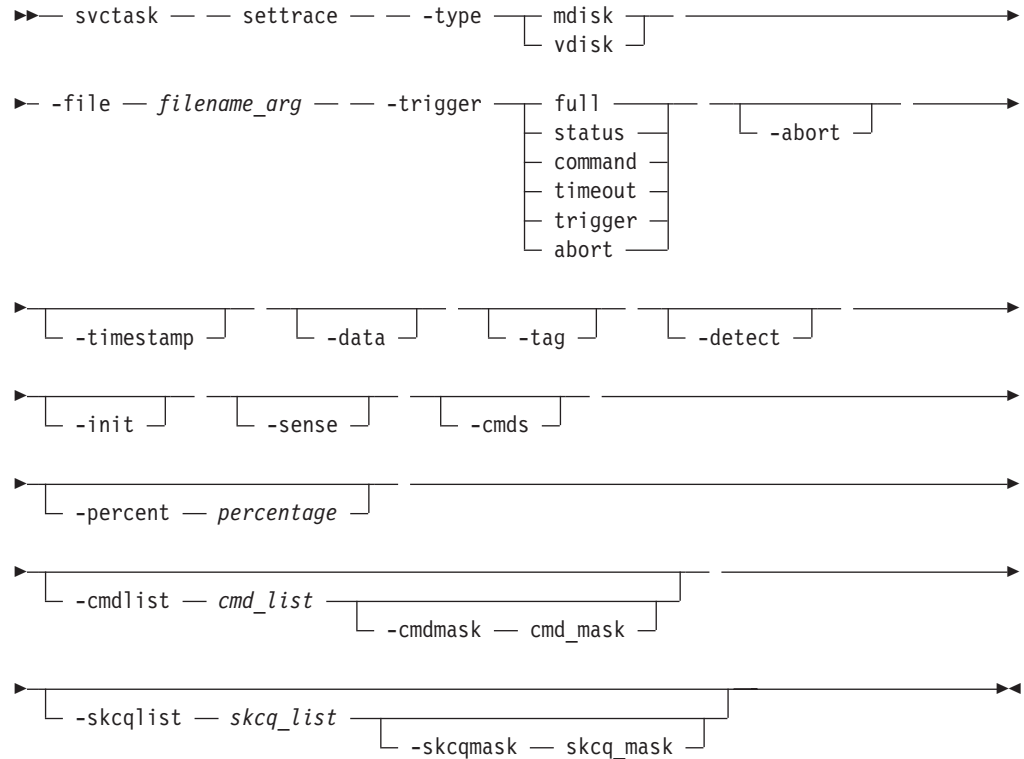 svctask settrace -type mdisk
vdisk
-file filename_arg -trigger full
status -abort
command
timeout
trigger
abort
-timestamp -data -tag -detect
-init -sense -cmds
-percent percentage
-cmdlist cmd_list
-cmdmask cmd_mask
-skcqlist skcq_list
-skcqmask skcq_mask